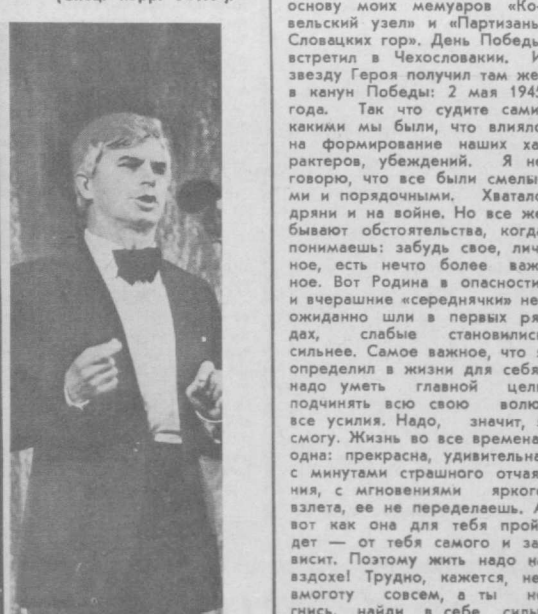 основу моих мемуаров «Ко-
вельский узел» и «Партизаны
Словацких гор». День Победы
встретил в Чехословакии. И
звезду Героя получил там же,
в канун Победы: 2 мая 1945
года. Так что судите сами,
какими мы были, что влияло
на формирование наших ха-
рактеров, убеждений. Я не
говорю, что все были смелы-
ми и порядочными. Хватало
дряни и на войне. Но все же
бывают обстоятельства, когда
понимаешь: забудь свое, лич-
ное, есть нечто более важ-
ное. Вот Родина в опасности
и вчерашние «середнячки» не-
ожиданно шли в первых ря-
дах, слабые становились
сильнее. Самое важное, что
определил в жизни для себя
надо уметь главной цели
подчинять всю свою волю,
все усилия. Надо, значит,
смогу. Жизнь во все времена
одна: прекрасна, удивительна
с минутами страшного отчая-
ния, с мгновениями яркого
взлета, ее не переделаешь. А
вот как она для тебя прой-
дет — от тебя самого и за-
висит. Поэтому жить надо на
вздохе! Трудно, кажется, не-
вмоготу совсем, а ты не
гнись, найди в себе силы